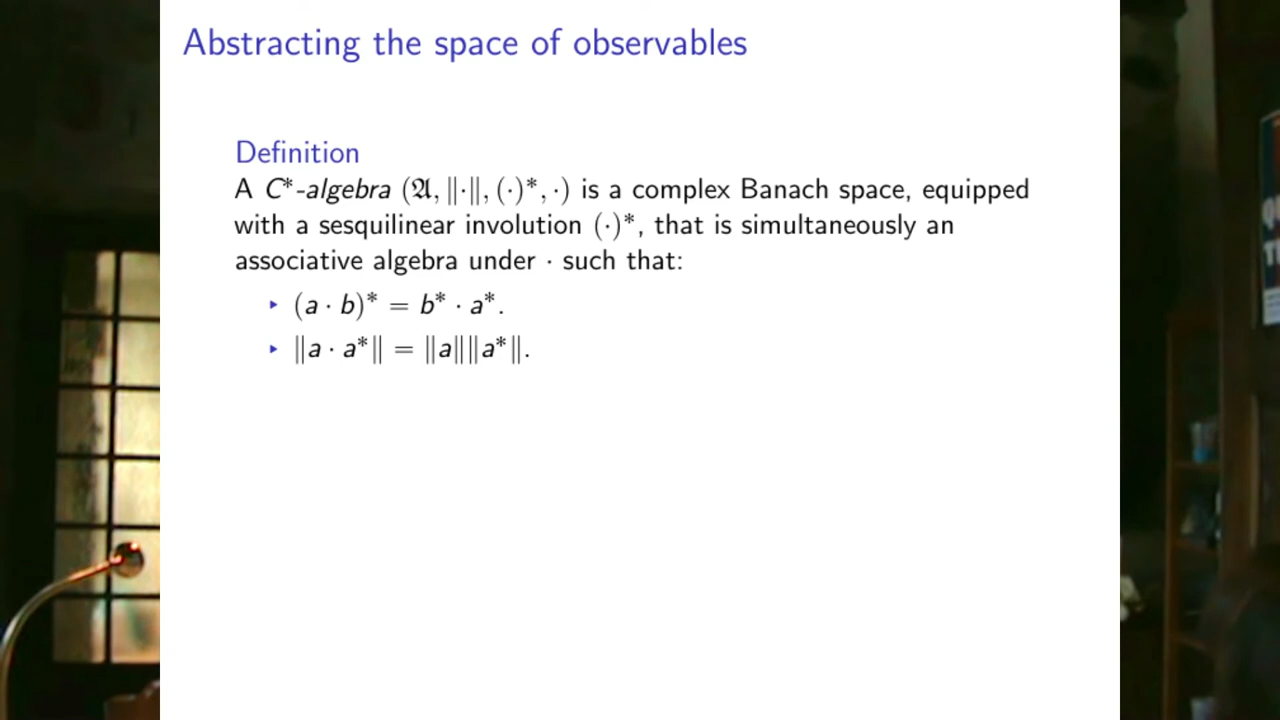 Abstracting the space of observables
Definition
A C*-algebra (𝔄, ‖·‖, (·)*, ·) is a complex Banach space, equipped
with a sesquilinear involution (·)*, that is simultaneously an
associative algebra under · such that:
▸ (a · b)* = b* · a*.
▸ ‖a · a*‖ = ‖a‖‖a*‖.